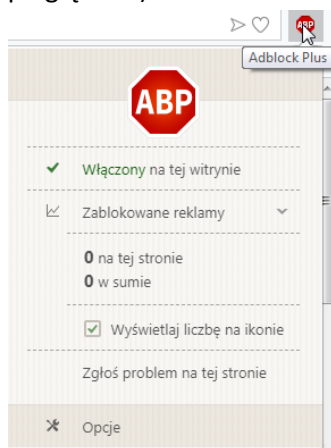 ABP
Adblock Plus
ABP
Włączony na tej witrynie
Zablokowane reklamy
0 na tej stronie
0 w sumie
Wyświetlaj liczbę na ikonie
Zgłoś problem na tej stronie
Opcje